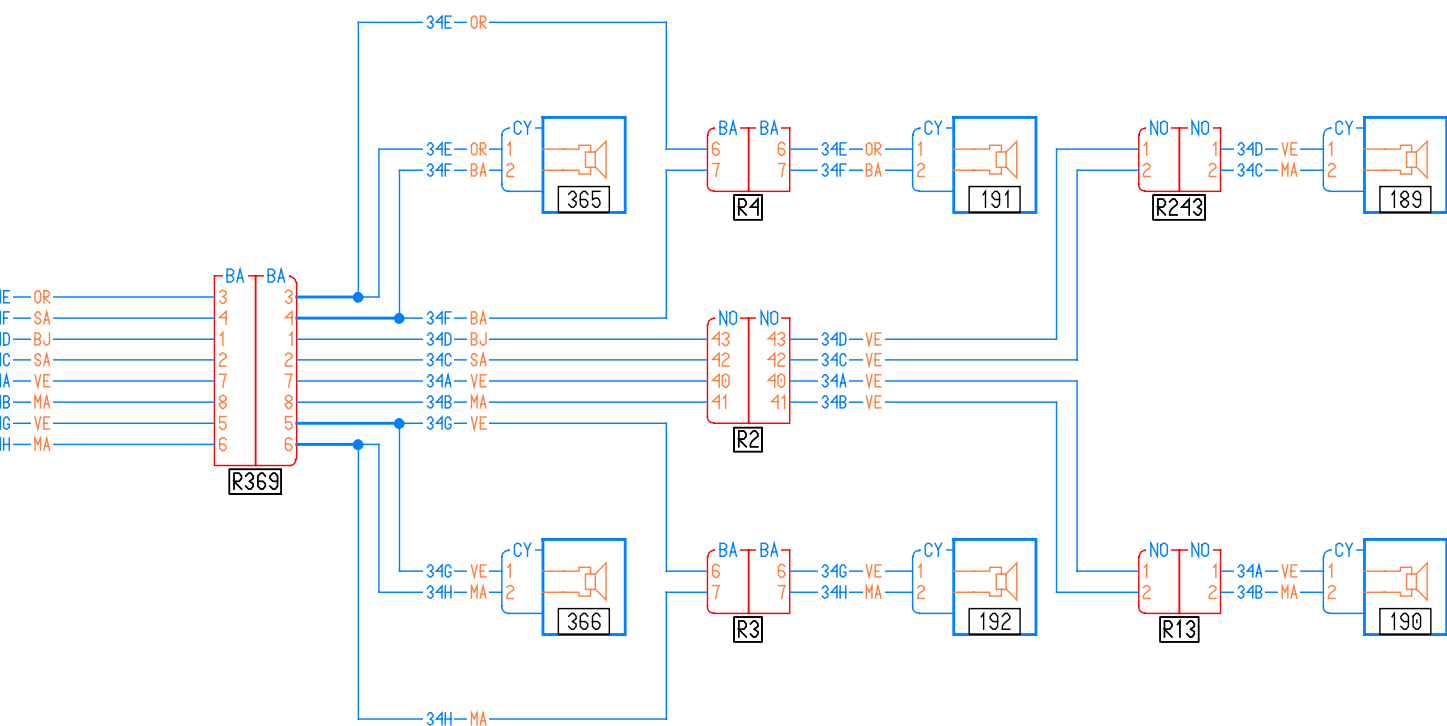 34E OR
CY BA BA CY NO NO CY
34E OR 1 6 6 34E OR 1 1 1 34D VE 1
34F BA 2 7 7 34F BA 2 2 2 34C MA 2
365 R4 191 R243 189
BA BA
E OR 3 3
F SA 4 4 34F BA NO NO
D BJ 1 1 34D BJ 43 43 34D VE
C SA 2 2 34C SA 42 42 34C VE
A VE 7 7 34A VE 40 40 34A VE
B MA 8 8 34B MA 41 41 34B VE
G VE 5 5 34G VE
H MA 6 6 R2
R369
CY BA BA CY NO NO CY
34G VE 1 6 6 34G VE 1 1 1 34A VE 1
34H MA 2 7 7 34H MA 2 2 2 34B MA 2
366 R3 192 R13 190
34H MA